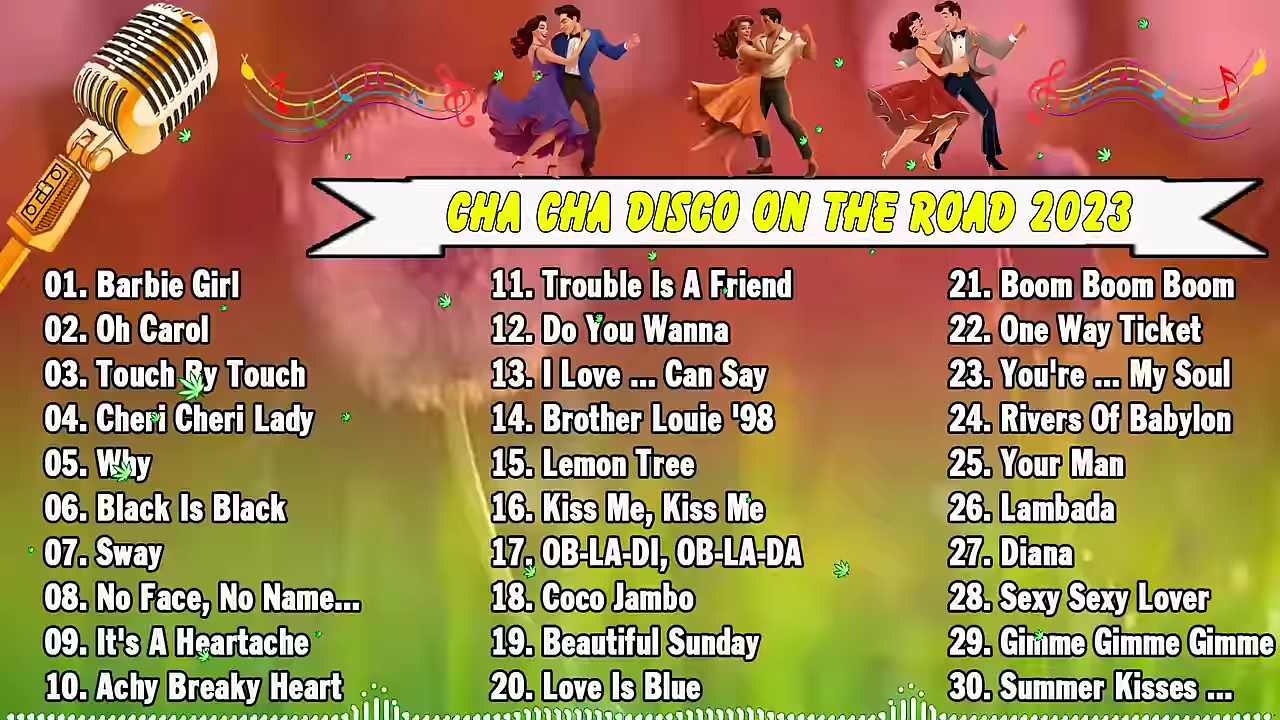 CHA CHA DISCO ON THE ROAD 2023
01. Barbie Girl
02. Oh Carol
03. Touch By Touch
04. Cheri Cheri Lady
05. Why
06. Black Is Black
07. Sway
08. No Face, No Name...
09. It's A Heartache
10. Achy Breaky Heart
11. Trouble Is A Friend
12. Do You Wanna
13. I Love ... Can Say
14. Brother Louie '98
15. Lemon Tree
16. Kiss Me, Kiss Me
17. OB-LA-DI, OB-LA-DA
18. Coco Jambo
19. Beautiful Sunday
20. Love Is Blue
21. Boom Boom Boom
22. One Way Ticket
23. You're ... My Soul
24. Rivers Of Babylon
25. Your Man
26. Lambada
27. Diana
28. Sexy Sexy Lover
29. Gimme Gimme Gimme
30. Summer Kisses ...